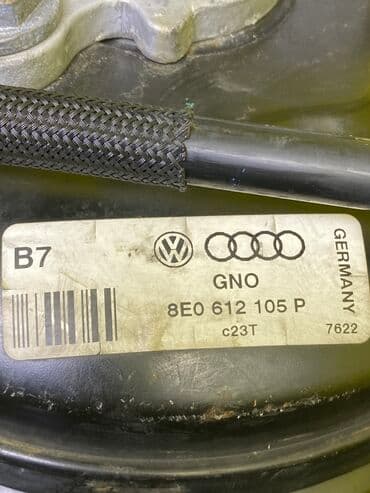 B7
GNO
8E0 612 105 P
c23T
GERMANY
7622